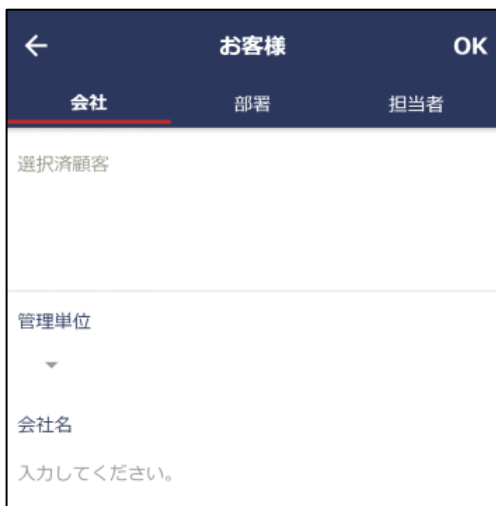 お客様 OK
会社 部署 担当者
選択済顧客
管理単位
会社名
入力してください。